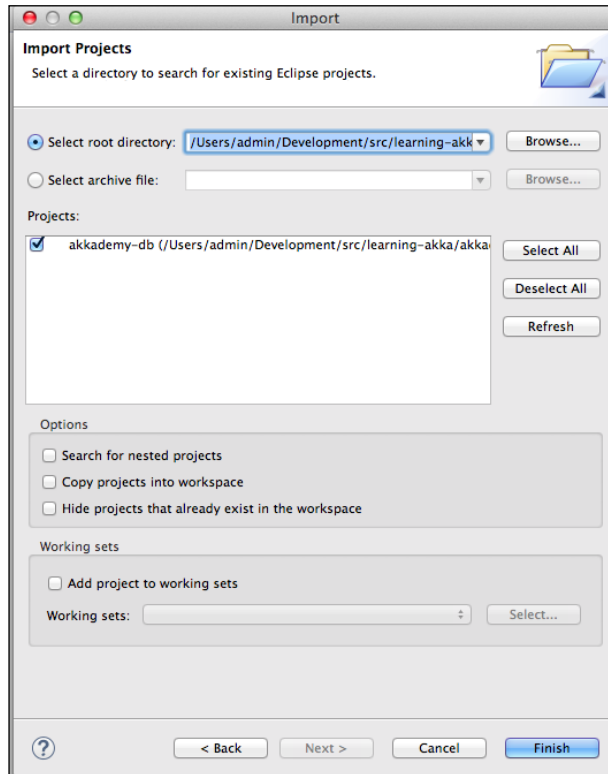 Import
Import Projects
Select a directory to search for existing Eclipse projects.
Select root directory: /Users/admin/Development/src/learning-akk Browse...
Select archive file: Browse...
Projects:
akkademy-db (/Users/admin/Development/src/learning-akka/akka
Select All
Deselect All
Refresh
Options
Search for nested projects
Copy projects into workspace
Hide projects that already exist in the workspace
Working sets
Add project to working sets
Working sets: Select...
? < Back Next > Cancel Finish